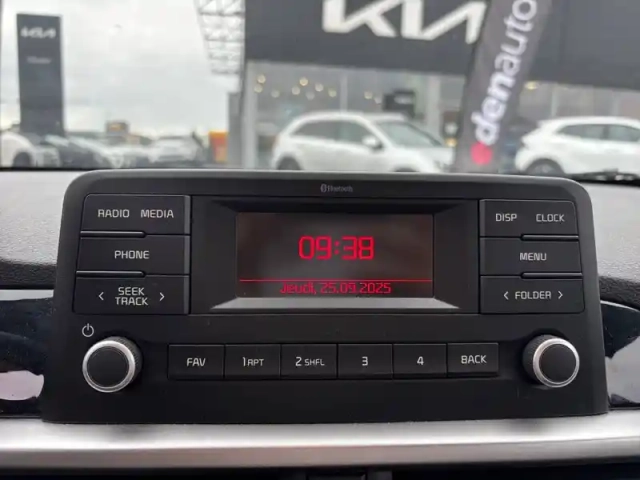 KIA
KIA
denauto
Bluetooth
RADIO MEDIA
DISP CLOCK
09:38
PHONE
MENU
Jeudi, 25.09.2025
< SEEK TRACK >
< FOLDER >
FAV
1 RPT
2 SHFL
3
4
BACK